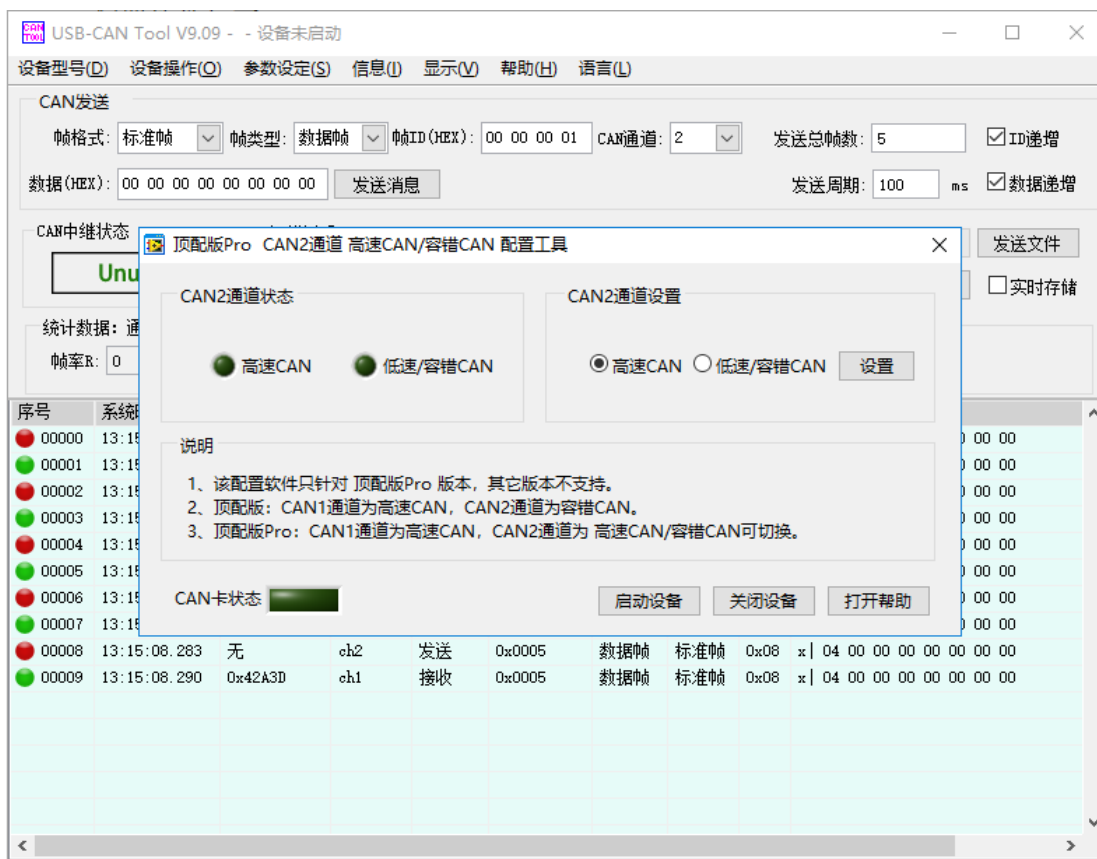 CAN TOOL USB-CAN Tool V9.09 - - 设备未启动
设备型号(D) 设备操作(O) 参数设定(S) 信息(I) 显示(V) 帮助(H) 语言(L)
CAN发送
帧格式: 标准帧 帧类型: 数据帧 帧ID(HEX): 00 00 00 01 CAN通道: 2 发送总帧数: 5 ID递增
数据(HEX): 00 00 00 00 00 00 00 00 发送消息 发送周期: 100 ms 数据递增
CAN中继状态
顶配版Pro CAN2通道 高速CAN/容错CAN 配置工具
发送文件
Unu
实时存储
CAN2通道状态 CAN2通道设置
统计数据: 通
帧率R: 0
高速CAN 低速/容错CAN 高速CAN 低速/容错CAN 设置
序号 系统
说明
1、该配置软件只针对 顶配版Pro 版本，其它版本不支持。
2、顶配版：CAN1通道为高速CAN，CAN2通道为容错CAN。
3、顶配版Pro：CAN1通道为高速CAN，CAN2通道为 高速CAN/容错CAN可切换。
CAN卡状态 启动设备 关闭设备 打开帮助
00000 13:15 00 00
00001 13:15 00 00
00002 13:15 00 00
00003 13:15 00 00
00004 13:15 00 00
00005 13:15 00 00
00006 13:15 00 00
00007 13:15 00 00
00008 13:15:08.283 无 ch2 发送 0x0005 数据帧 标准帧 0x08 x| 04 00 00 00 00 00 00 00
00009 13:15:08.290 0x42A3D ch1 接收 0x0005 数据帧 标准帧 0x08 x| 04 00 00 00 00 00 00 00